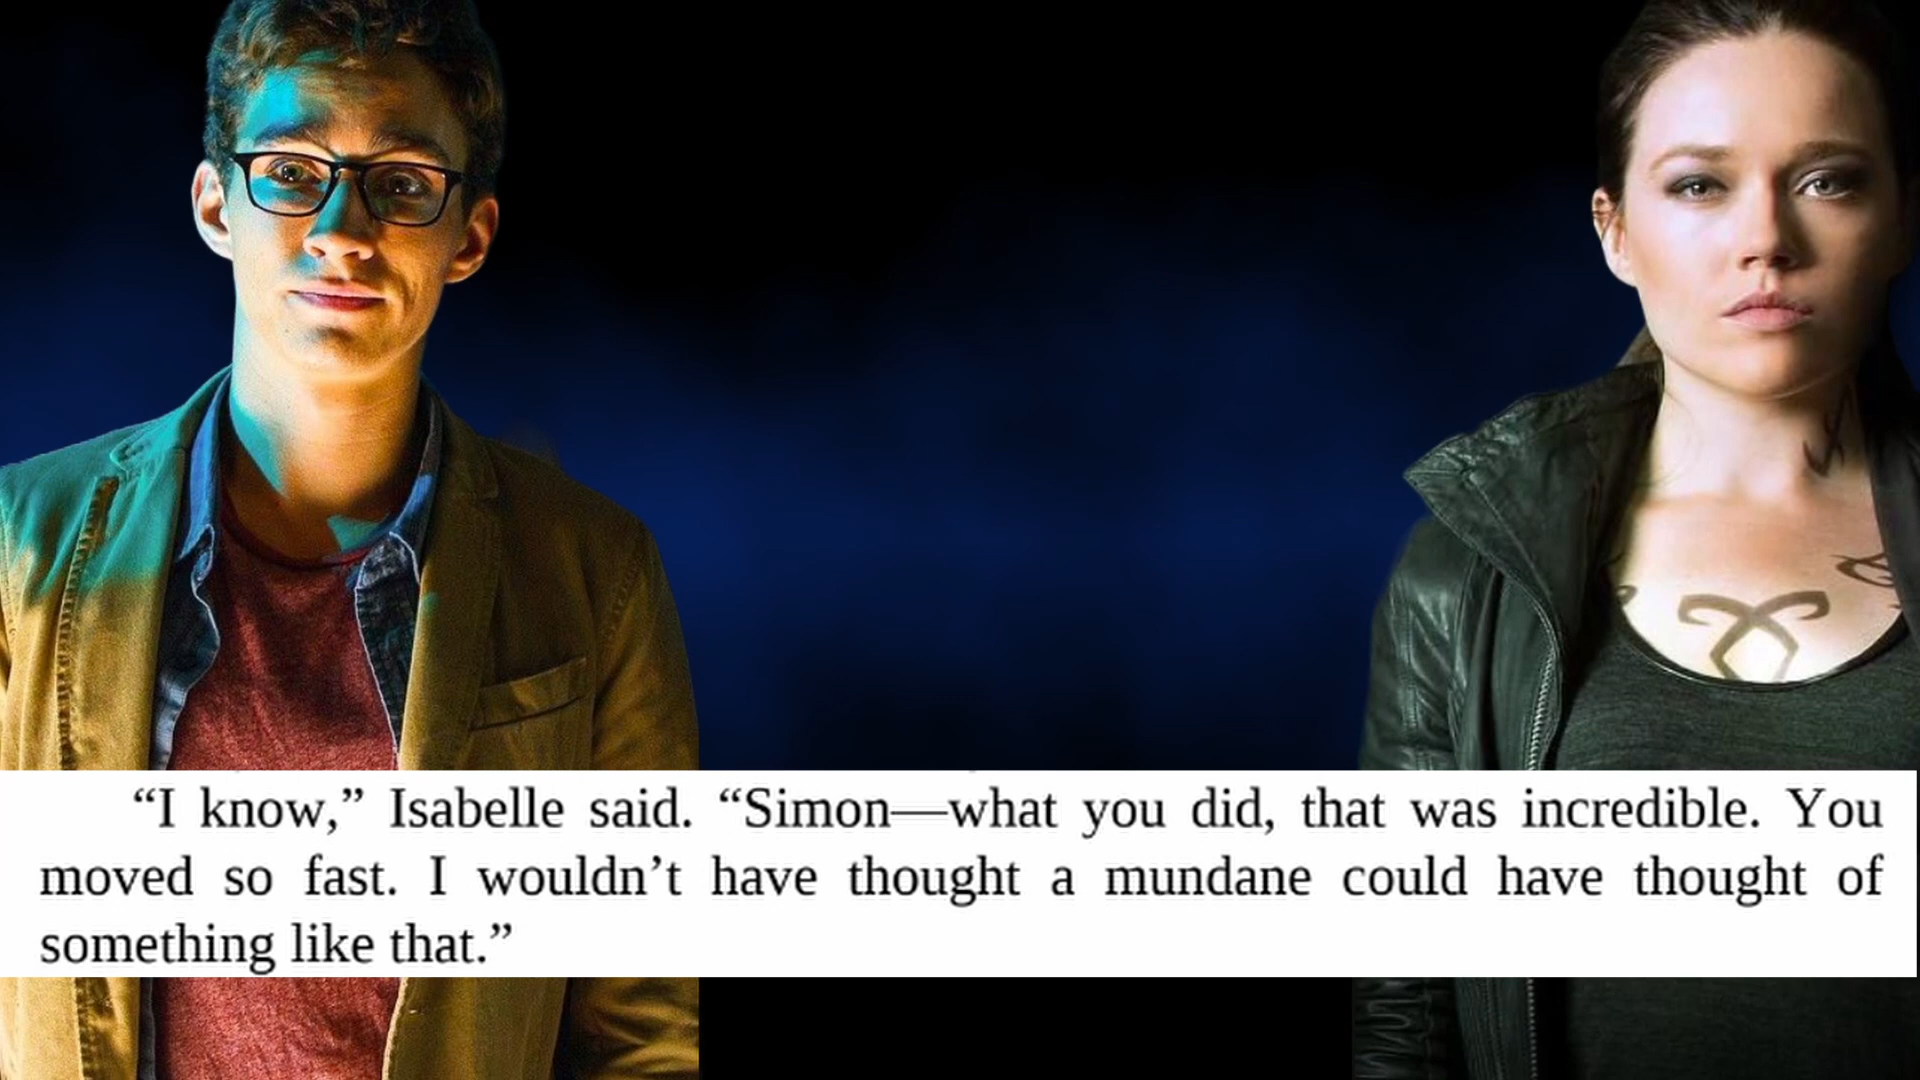 “I know,” Isabelle said. “Simon—what you did, that was incredible. You
moved so fast. I wouldn’t have thought a mundane could have thought of
something like that.”